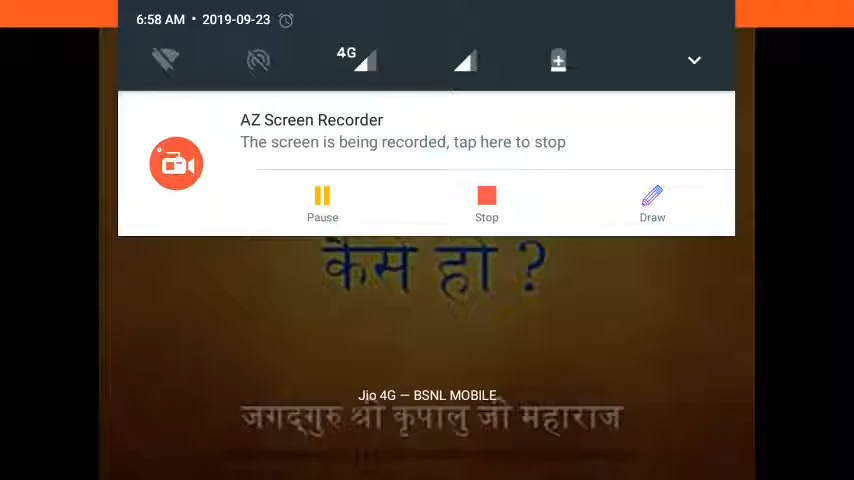 6:58 AM • 2019-09-23
4G
AZ Screen Recorder
The screen is being recorded, tap here to stop
Pause
Stop
Draw
कैसे हो ?
Jio 4G — BSNL MOBILE
जगद्गुरु श्री कृपालु जी महाराज